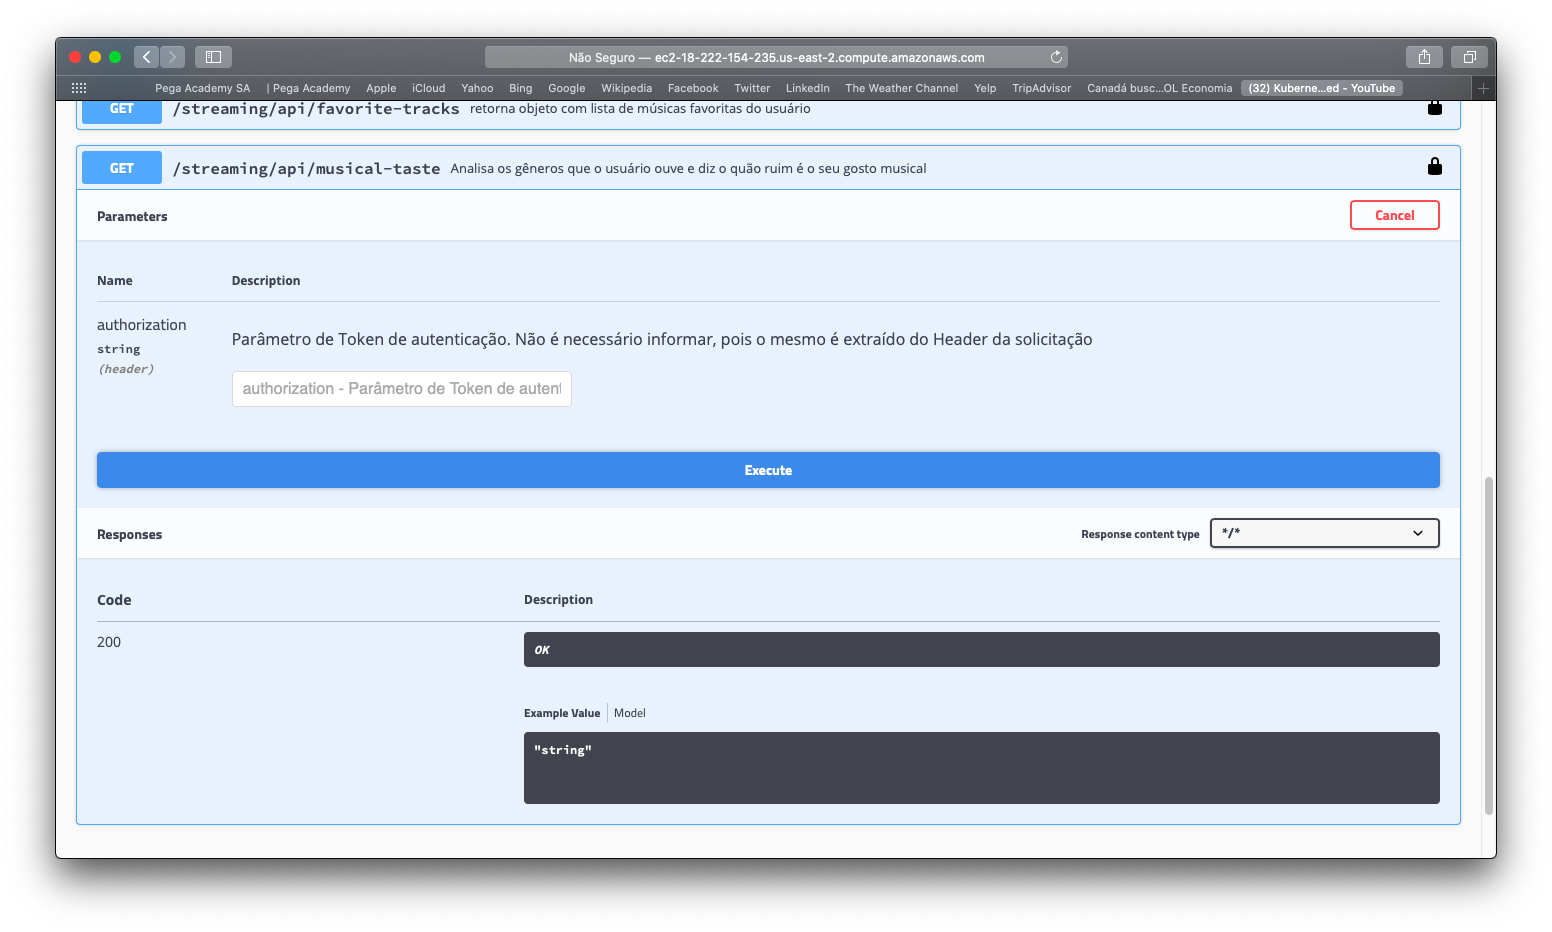 Não Seguro — ec2-18-222-154-235.us-east-2.compute.amazonaws.com
Pega Academy SA | Pega Academy Apple iCloud Yahoo Bing Google Wikipedia Facebook Twitter LinkedIn The Weather Channel Yelp TripAdvisor Canadá busc...OL Economia (32) Kuberne...ed - YouTube
GET /streaming/api/favorite-tracks retorna objeto com lista de músicas favoritas do usuário
GET /streaming/api/musical-taste Analisa os gêneros que o usuário ouve e diz o quão ruim é o seu gosto musical
Parameters Cancel
Name Description
authorization
string
(header)
Parâmetro de Token de autenticação. Não é necessário informar, pois o mesmo é extraído do Header da solicitação
authorization - Parâmetro de Token de autent
Execute
Responses Response content type */*
Code Description
200 OK
Example Value Model
"string"